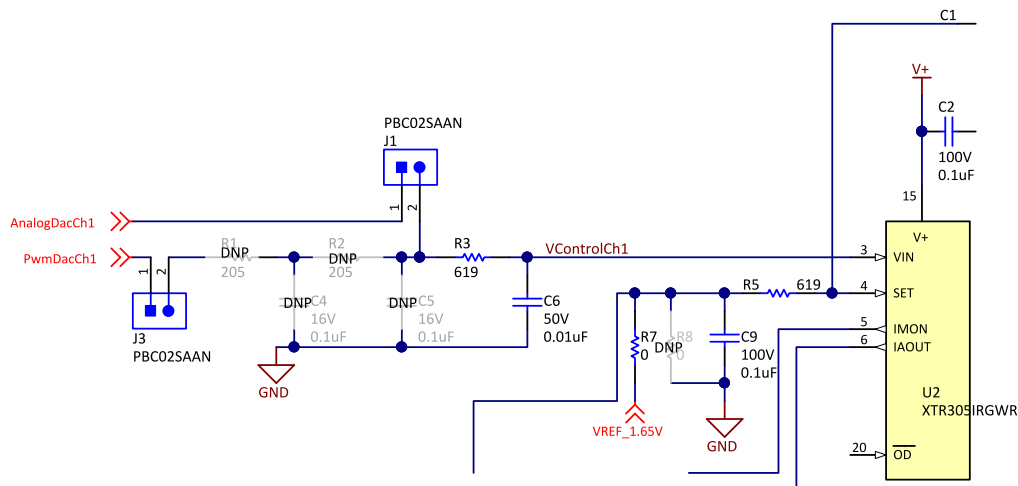 C1
V+
C2
100V
0.1uF
PBC02SAAN
J1
1
2
15
AnalogDacCh1
PwmDacCh1
1
2
J3
PBC02SAAN
R1
DNP
205
R2
DNP
205
R3
619
VControlCh1
DNP
C4
16V
0.1uF
DNP
C5
16V
0.1uF
C6
50V
0.01uF
GND
R5
619
R7
0
DNP
R8
0
C9
100V
0.1uF
VREF_1.65V
GND
V+
3
VIN
4
SET
5
IMON
6
IAOUT
U2
XTR305IRGWR
20
OD